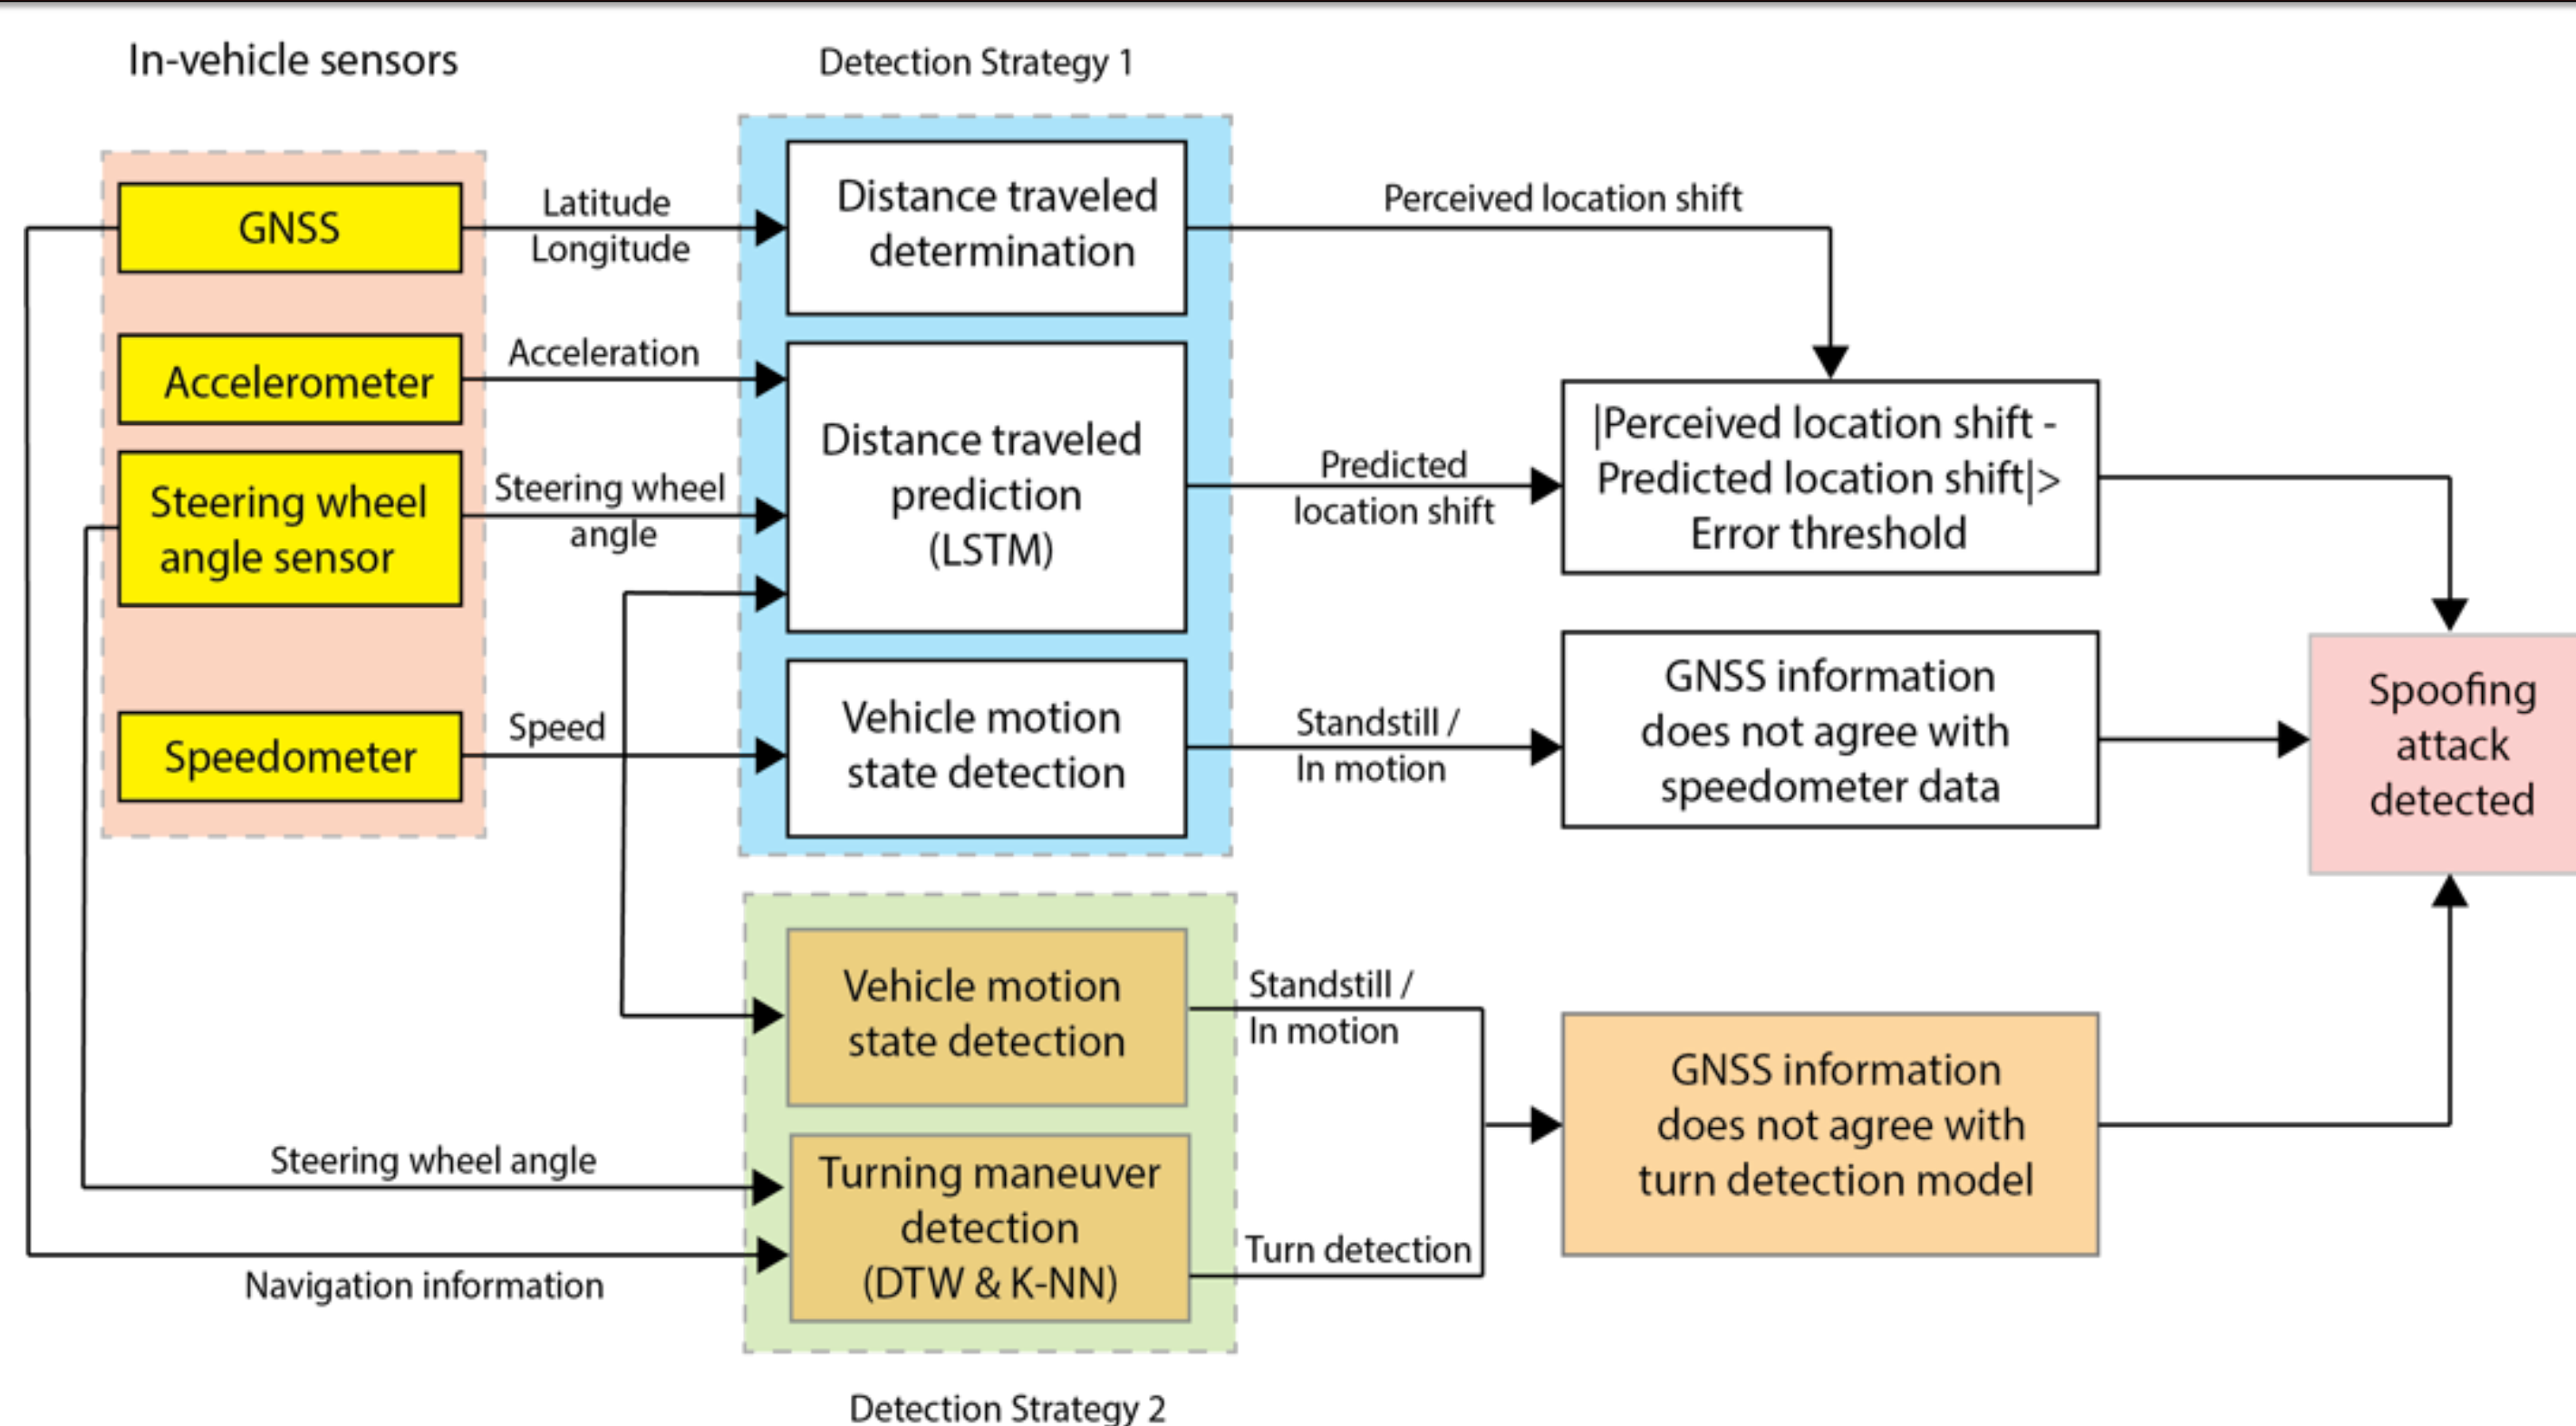 In-vehicle sensors
Detection Strategy 1
GNSS
Latitude
Longitude
Distance traveled
determination
Perceived location shift
Accelerometer
Acceleration
Steering wheel
angle sensor
Steering wheel
angle
Distance traveled
prediction
(LSTM)
Predicted
location shift
|Perceived location shift -
Predicted location shift|>
Error threshold
Speedometer
Speed
Vehicle motion
state detection
Standstill /
In motion
GNSS information
does not agree with
speedometer data
Spoofing
attack
detected
Vehicle motion
state detection
Standstill /
In motion
Steering wheel angle
Navigation information
Turning maneuver
detection
(DTW & K-NN)
Turn detection
GNSS information
does not agree with
turn detection model
Detection Strategy 2